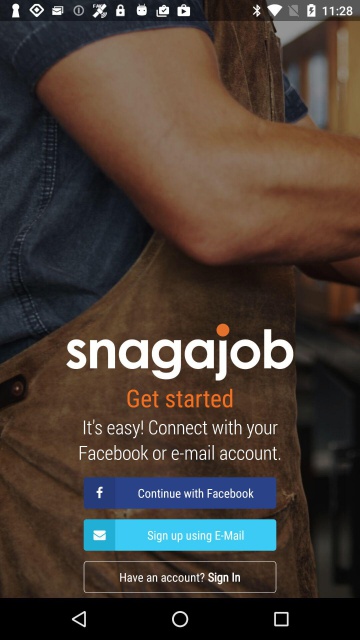 11:28
snagajob
Get started
It's easy! Connect with your
Facebook or e-mail account.
f Continue with Facebook
Sign up using E-Mail
Have an account? Sign In